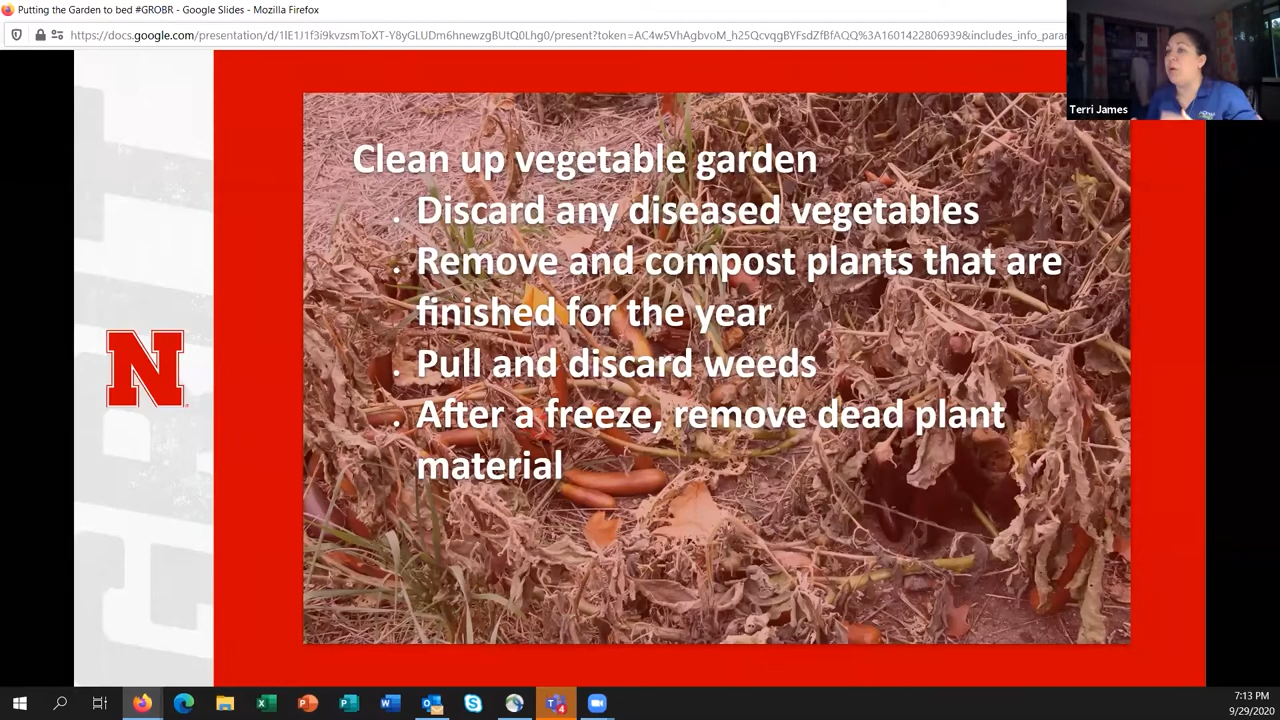 Putting the Garden to bed #GROBR - Google Slides - Mozilla Firefox
https://docs.google.com/presentation/d/1lE1J1f3i9kvzsmToXT-Y8yGLUDm6hnewzgBUtQ0Lhg0/present?token=AC4w5VhAgbvoM_h25QcvqgBYFsdZfBfAQQ%3A1601422806939&includes_info_para
Terri James
Clean up vegetable garden
. Discard any diseased vegetables
. Remove and compost plants that are
finished for the year
. Pull and discard weeds
. After a freeze, remove dead plant
material
N
7:13 PM
9/29/2020